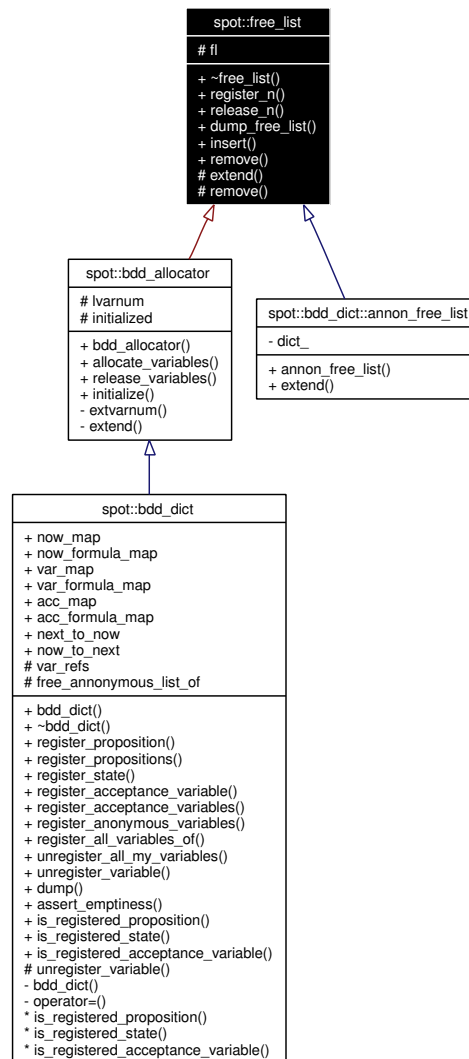 spot::free_list
# fl
+ ~free_list()
+ register_n()
+ release_n()
+ dump_free_list()
+ insert()
+ remove()
# extend()
# remove()
spot::bdd_allocator
# lvarnum
# initialized
+ bdd_allocator()
+ allocate_variables()
+ release_variables()
+ initialize()
- extvarnum()
- extend()
spot::bdd_dict::annon_free_list
- dict_
+ annon_free_list()
+ extend()
spot::bdd_dict
+ now_map
+ now_formula_map
+ var_map
+ var_formula_map
+ acc_map
+ acc_formula_map
+ next_to_now
+ now_to_next
# var_refs
# free_annonymous_list_of
+ bdd_dict()
+ ~bdd_dict()
+ register_proposition()
+ register_propositions()
+ register_state()
+ register_acceptance_variable()
+ register_acceptance_variables()
+ register_anonymous_variables()
+ register_all_variables_of()
+ unregister_all_my_variables()
+ unregister_variable()
+ dump()
+ assert_emptiness()
+ is_registered_proposition()
+ is_registered_state()
+ is_registered_acceptance_variable()
# unregister_variable()
- bdd_dict()
- operator=()
* is_registered_proposition()
* is_registered_state()
* is_registered_acceptance_variable()